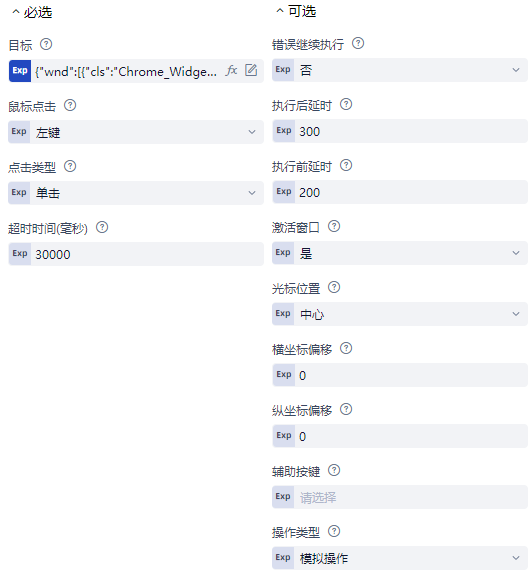 必选
目标
Exp {"wnd":[{"cls":"Chrome_Widge... fx
鼠标点击
Exp 左键
点击类型
Exp 单击
超时时间(毫秒)
Exp 30000
可选
错误继续执行
Exp 否
执行后延时
Exp 300
执行前延时
Exp 200
激活窗口
Exp 是
光标位置
Exp 中心
横坐标偏移
Exp 0
纵坐标偏移
Exp 0
辅助按键
Exp 请选择
操作类型
Exp 模拟操作